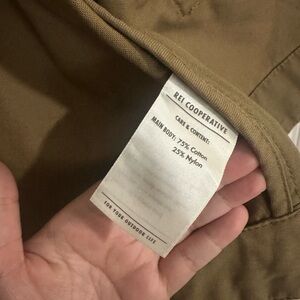 REI COOPERATIVE
CARE & CONTENT:
MAIN BODY: 75% Cotton
25% Nylon
FOR YOUR OUTDOOR LIFE